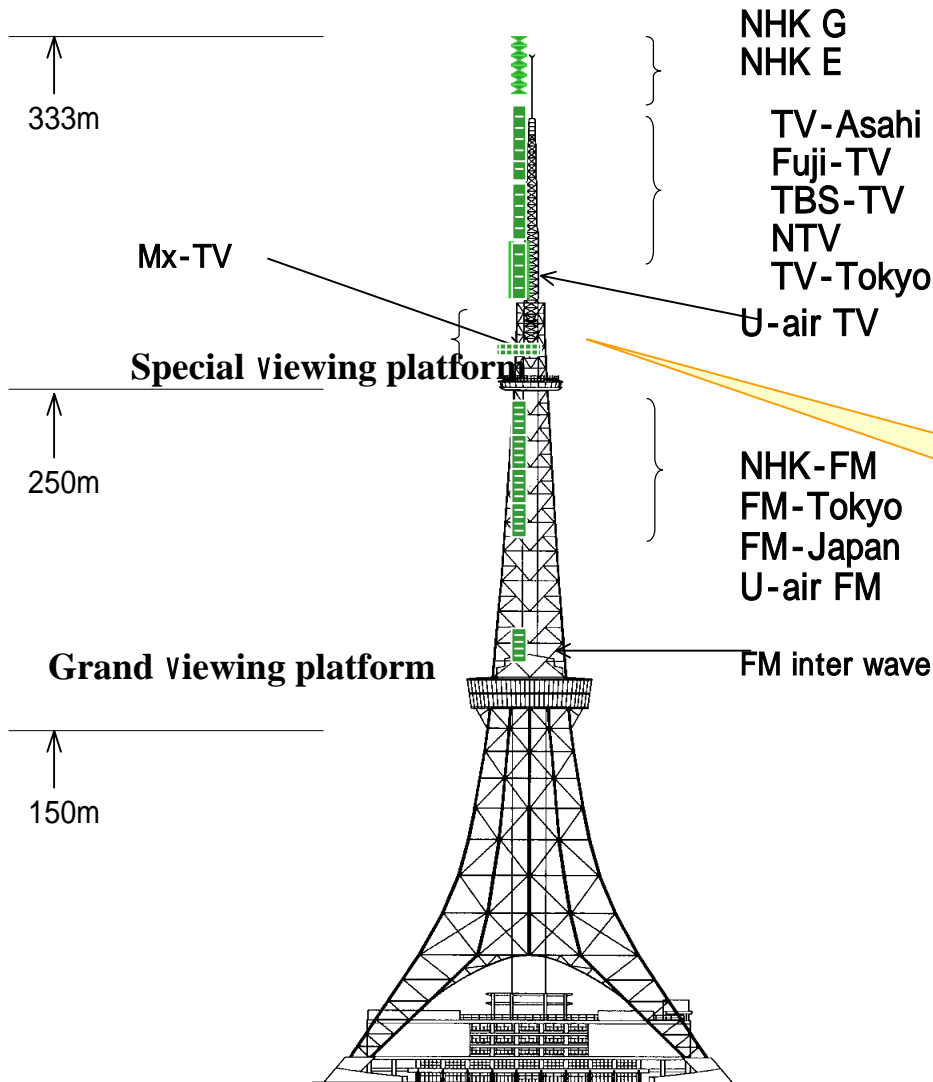 NHK G
NHK E
333m
TV-Asahi
Fuji-TV
TBS-TV
NTV
TV-Tokyo
Mx-TV
U-air TV
Special Viewing platform
250m
NHK-FM
FM-Tokyo
FM-Japan
U-air FM
Grand Viewing platform
FM inter wave
150m